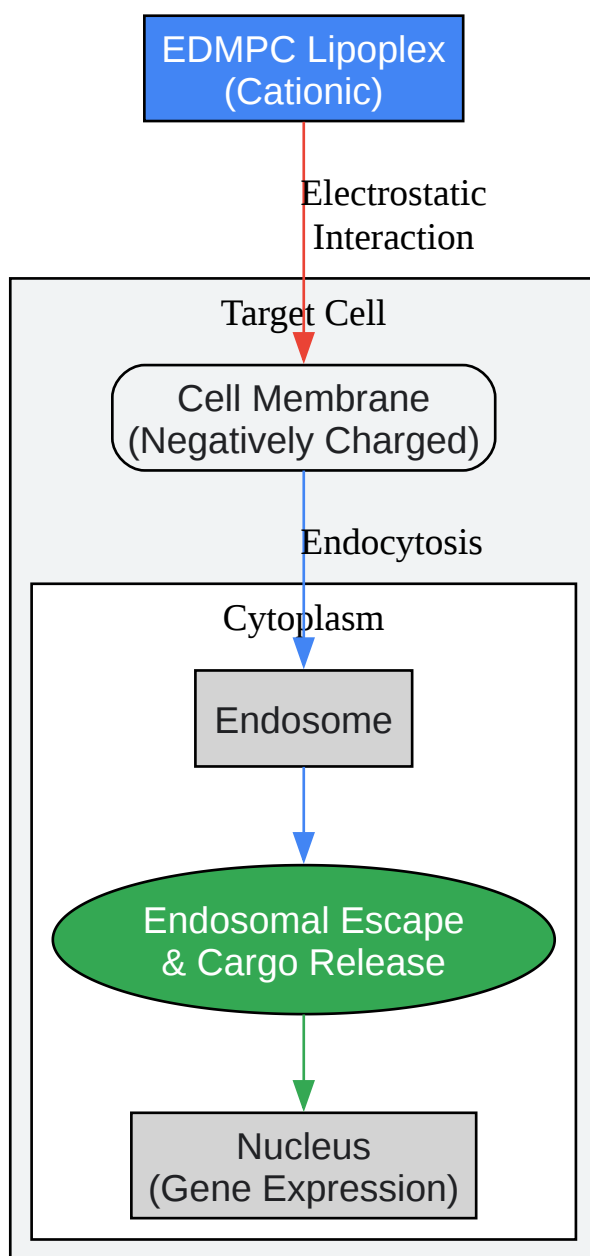 EDMPC Lipoplex
(Cationic)
Electrostatic
Interaction
Target Cell
Cell Membrane
(Negatively Charged)
Endocytosis
Cytoplasm
Endosome
Endosomal Escape
& Cargo Release
Nucleus
(Gene Expression)